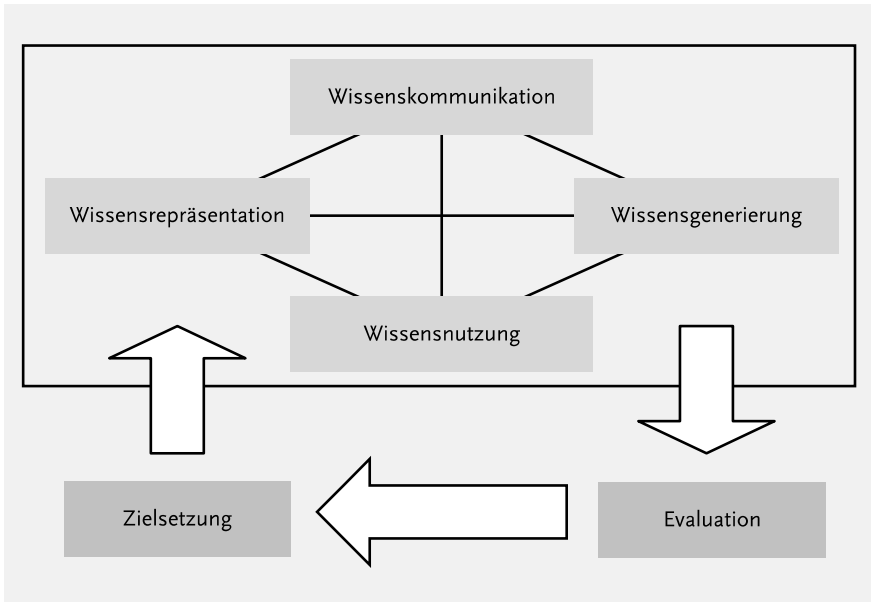 Wissenskommunikation
Wissensrepräsentation
Wissensgenerierung
Wissensnutzung
Zielsetzung
Evaluation